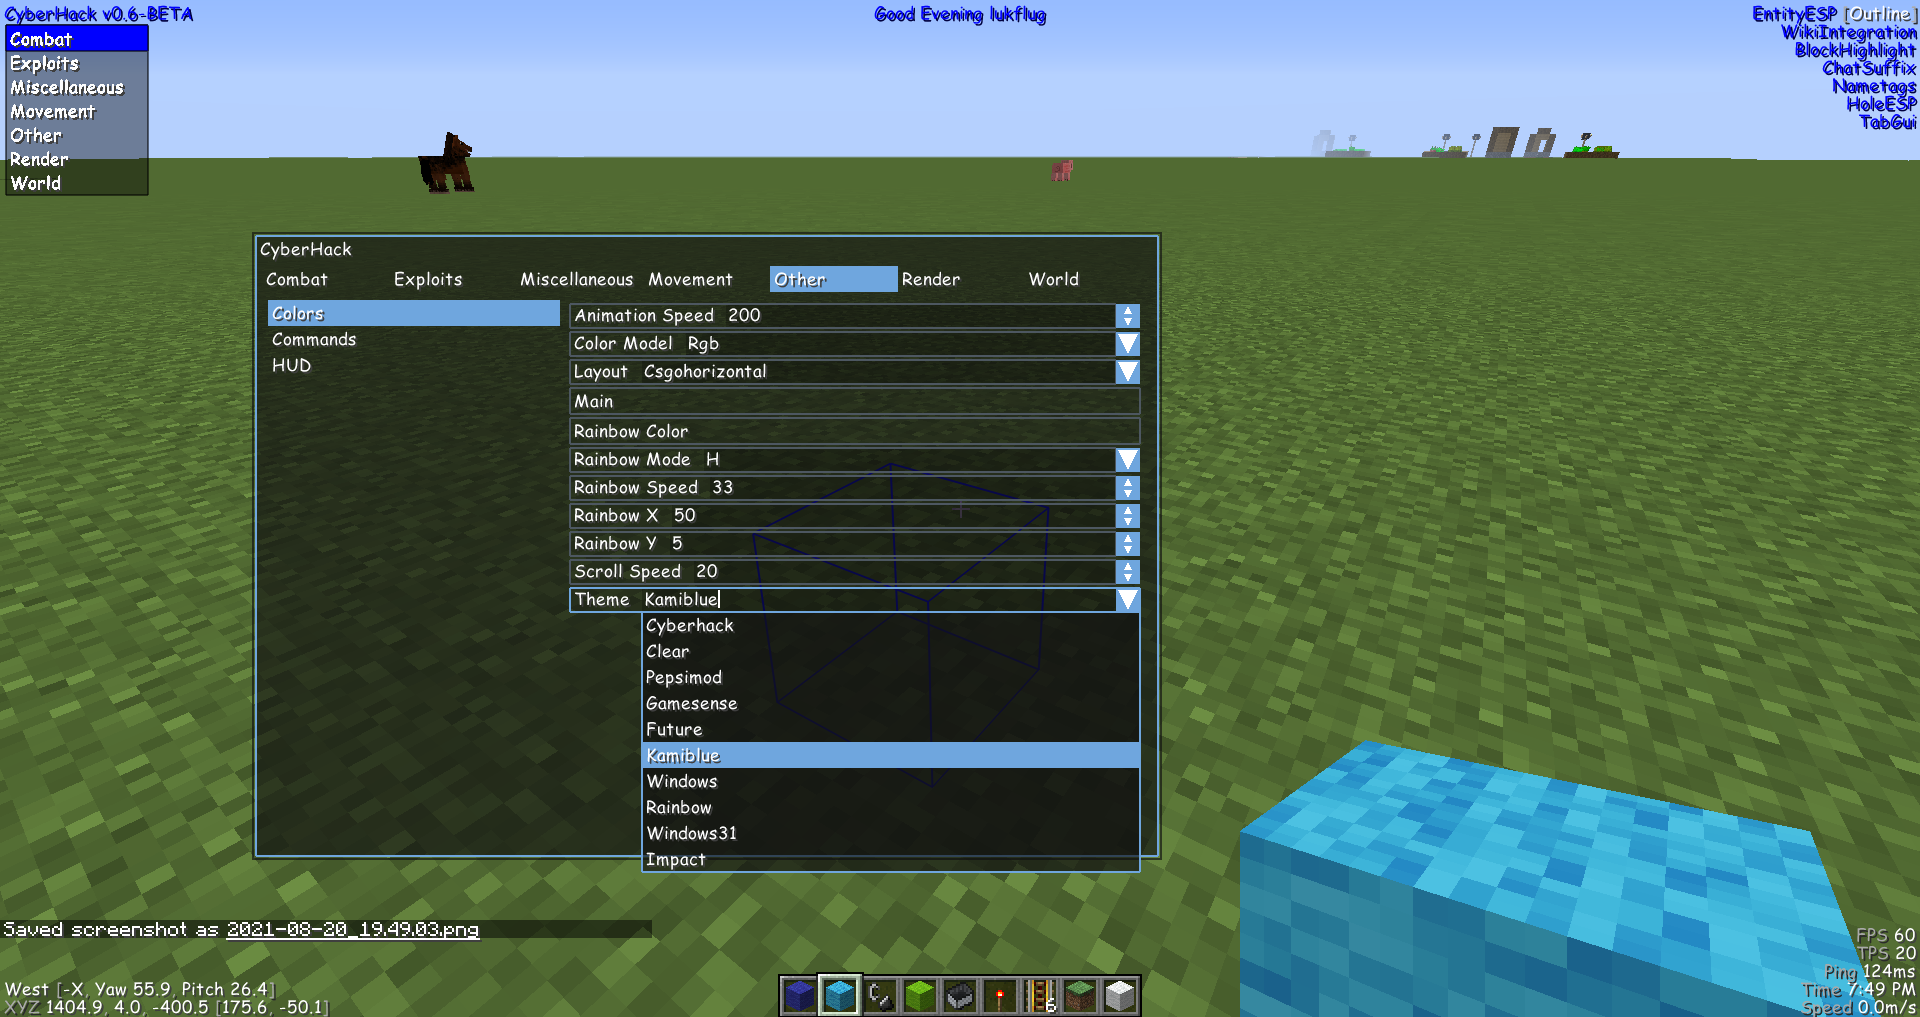 CyberHack v0.6-BETA
Good Evening lukflug
EntityESP [Outline]
WikiIntegration
BlockHighlight
ChatSuffix
Nametags
HoleESP
TabGui
Combat
Exploits
Miscellaneous
Movement
Other
Render
World
CyberHack
Combat Exploits Miscellaneous Movement Other Render World
Colors
Commands
HUD
Animation Speed 200
Color Model Rgb
Layout Csgohorizontal
Main
Rainbow Color
Rainbow Mode H
Rainbow Speed 33
Rainbow X 50
Rainbow Y 5
Scroll Speed 20
Theme Kamiblue
Cyberhack
Clear
Pepsimod
Gamesense
Future
Kamiblue
Windows
Rainbow
Windows31
Impact
Saved screenshot as 2021-08-20_19.49.03.png
West [-X, Yaw 55.9, Pitch 26.4]
XYZ 1404.9, 4.0, -400.5 [175.6, -50.1]
6
FPS 60
TPS 20
Ping 124ms
Time 7:49 PM
Speed 0.0m/s